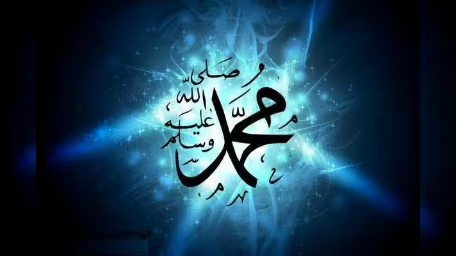 محمد
صلى
الله
عليه
وسلم